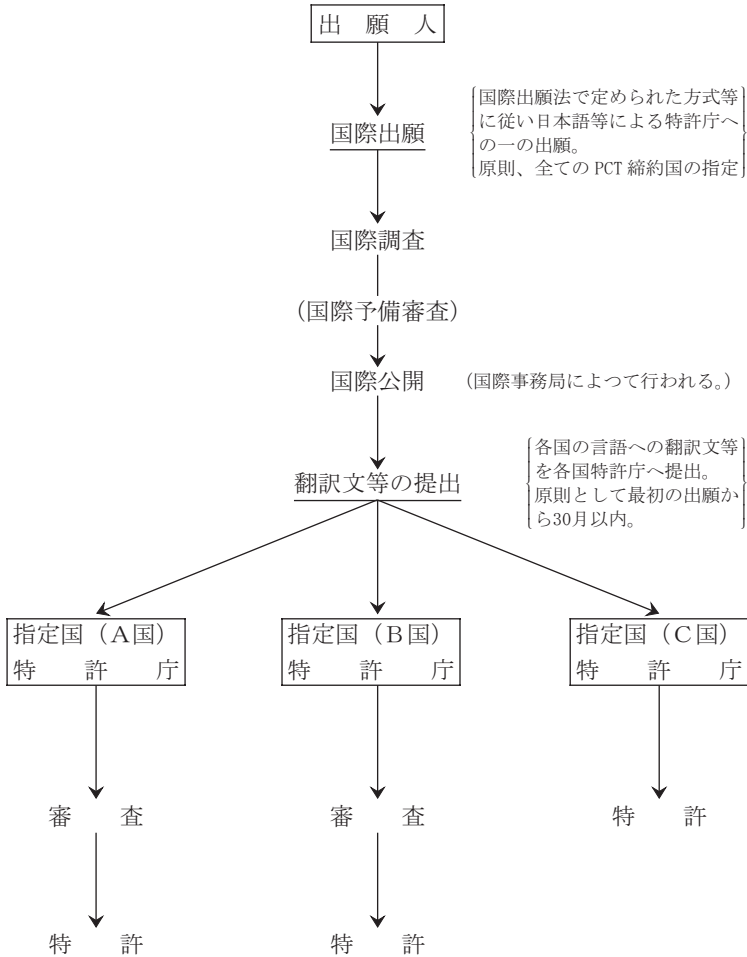 出 願 人
国際出願
国際出願法で定められた方式等
に従い日本語等による特許庁へ
の一の出願。
原則、全ての PCT 締約国の指定
国際調査
(国際予備審査)
国際公開 (国際事務局によつて行われる。)
翻訳文等の提出
各国の言語への翻訳文等
を各国特許庁へ提出。
原則として最初の出願か
ら30月以内。
指定国(A国) 指定国(B国) 指定国(C国)
特 許 庁 特 許 庁 特 許 庁
審 査 審 査 特 許
特 許 特 許